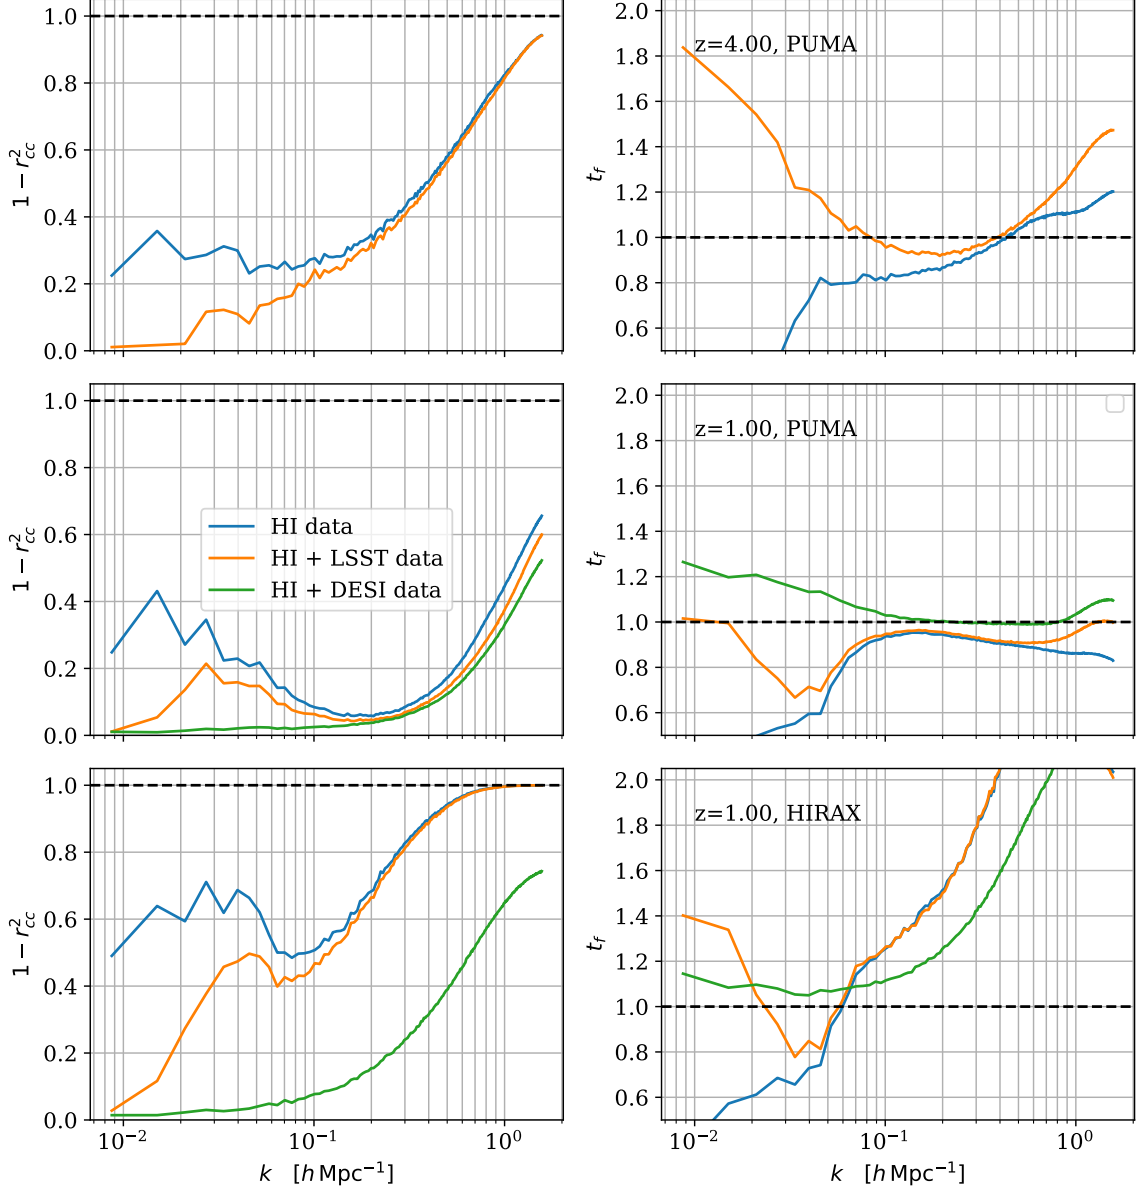 1.0
0.8
0.6
0.4
0.2
0.0
1 − r²cc
2.0
1.8
1.6
1.4
1.2
1.0
0.8
0.6
t_f
z=4.00, PUMA
1.0
0.8
0.6
0.4
0.2
0.0
1 − r²cc
HI data
HI + LSST data
HI + DESI data
2.0
1.8
1.6
1.4
1.2
1.0
0.8
0.6
t_f
z=1.00, PUMA
1.0
0.8
0.6
0.4
0.2
0.0
1 − r²cc
10⁻² 10⁻¹ 10⁰
k [h Mpc⁻¹]
2.0
1.8
1.6
1.4
1.2
1.0
0.8
0.6
t_f
z=1.00, HIRAX
10⁻² 10⁻¹ 10⁰
k [h Mpc⁻¹]